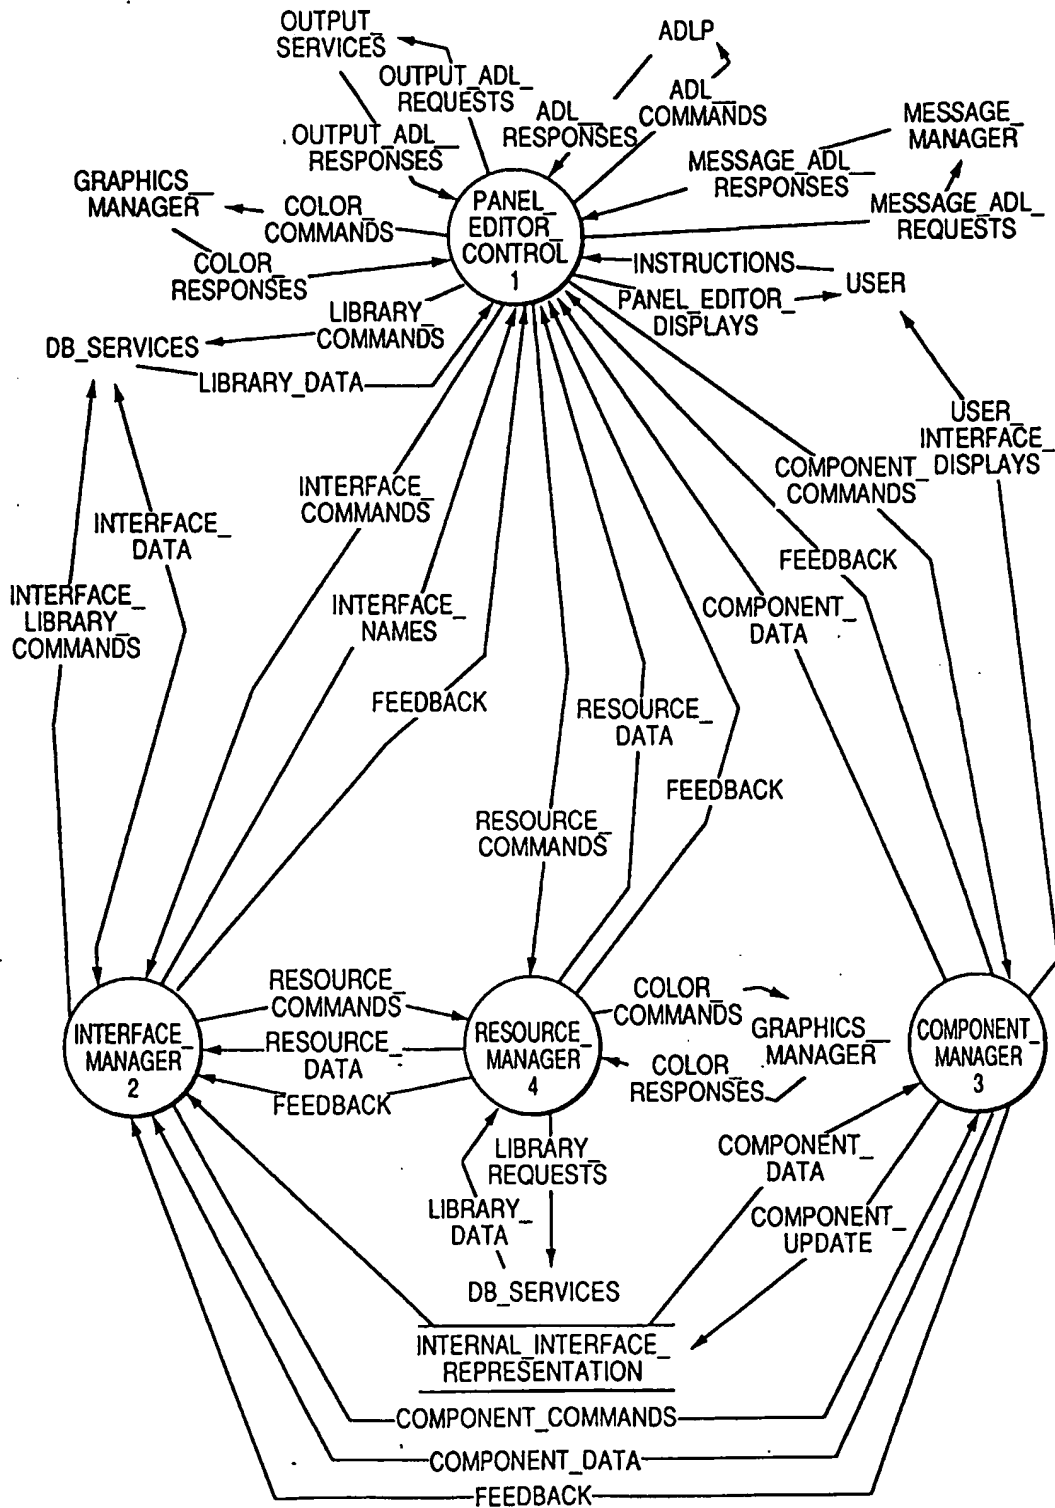 OUTPUT_
SERVICES
ADLP
OUTPUT_ADL_
REQUESTS
ADL_
COMMANDS
ADL_
RESPONSES
MESSAGE_
MANAGER
OUTPUT_ADL_
RESPONSES
MESSAGE_ADL_
RESPONSES
GRAPHICS_
MANAGER
COLOR_
COMMANDS
PANEL_
EDITOR_
CONTROL
1
MESSAGE_ADL_
REQUESTS
COLOR_
RESPONSES
INSTRUCTIONS
USER
PANEL_EDITOR_
DISPLAYS
LIBRARY_
COMMANDS
DB_SERVICES
LIBRARY_DATA
USER_
INTERFACE_
DISPLAYS
COMPONENT_
COMMANDS
INTERFACE_
COMMANDS
INTERFACE_
DATA
FEEDBACK
INTERFACE_
LIBRARY_
COMMANDS
INTERFACE_
NAMES
COMPONENT_
DATA
FEEDBACK
RESOURCE_
DATA
FEEDBACK
RESOURCE_
COMMANDS
RESOURCE_
COMMANDS
COLOR_
COMMANDS
INTERFACE_
MANAGER
2
RESOURCE_
DATA
RESOURCE_
MANAGER
4
GRAPHICS_
MANAGER
COMPONENT_
MANAGER
3
COLOR_
RESPONSES
FEEDBACK
LIBRARY_
REQUESTS
COMPONENT_
DATA
LIBRARY_
DATA
COMPONENT_
UPDATE
DB_SERVICES
INTERNAL_INTERFACE_
REPRESENTATION
COMPONENT_COMMANDS
COMPONENT_DATA
FEEDBACK